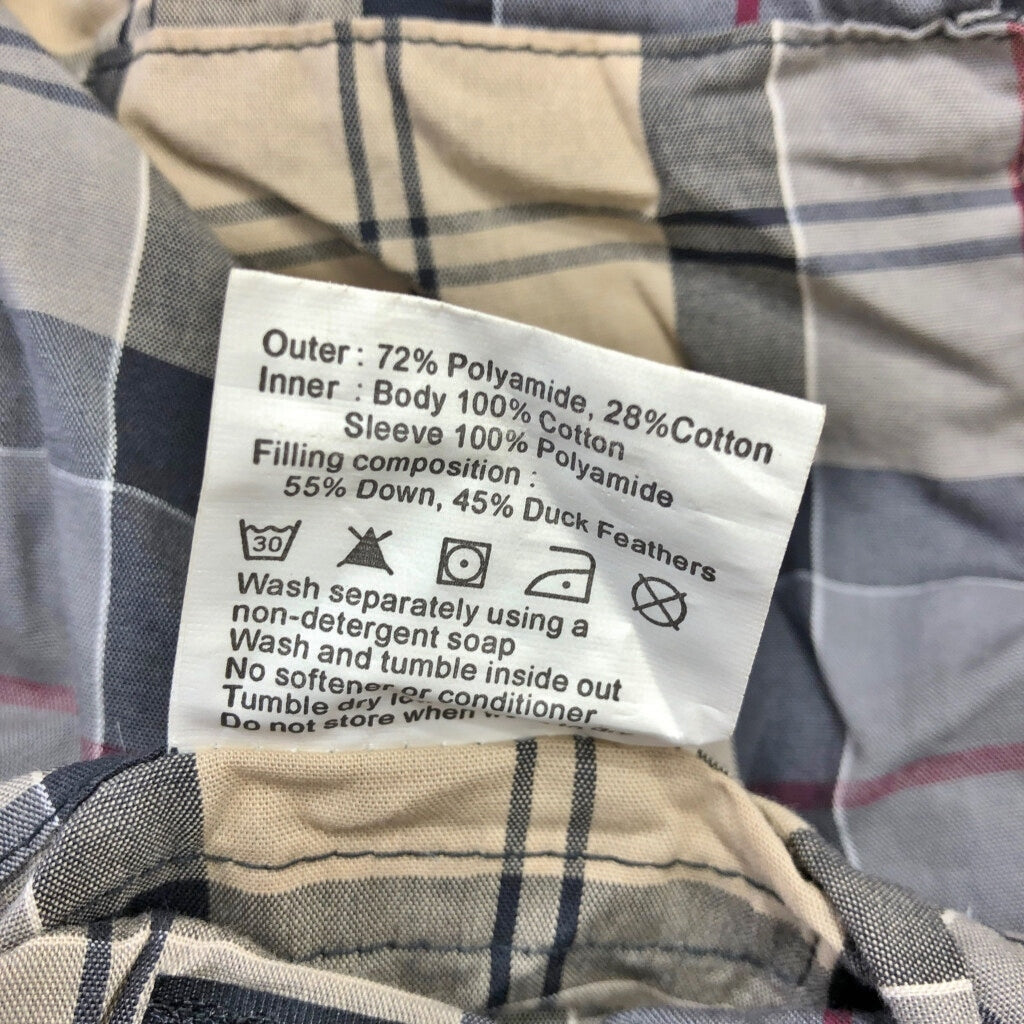 Outer : 72% Polyamide, 28%Cotton
Inner : Body 100% Cotton
Sleeve 100% Polyamide
Filling composition :
55% Down, 45% Duck Feathers
30
Wash separately using a
non-detergent soap
Wash and tumble inside out
No softener or conditioner
Tumble dry
Do not store when